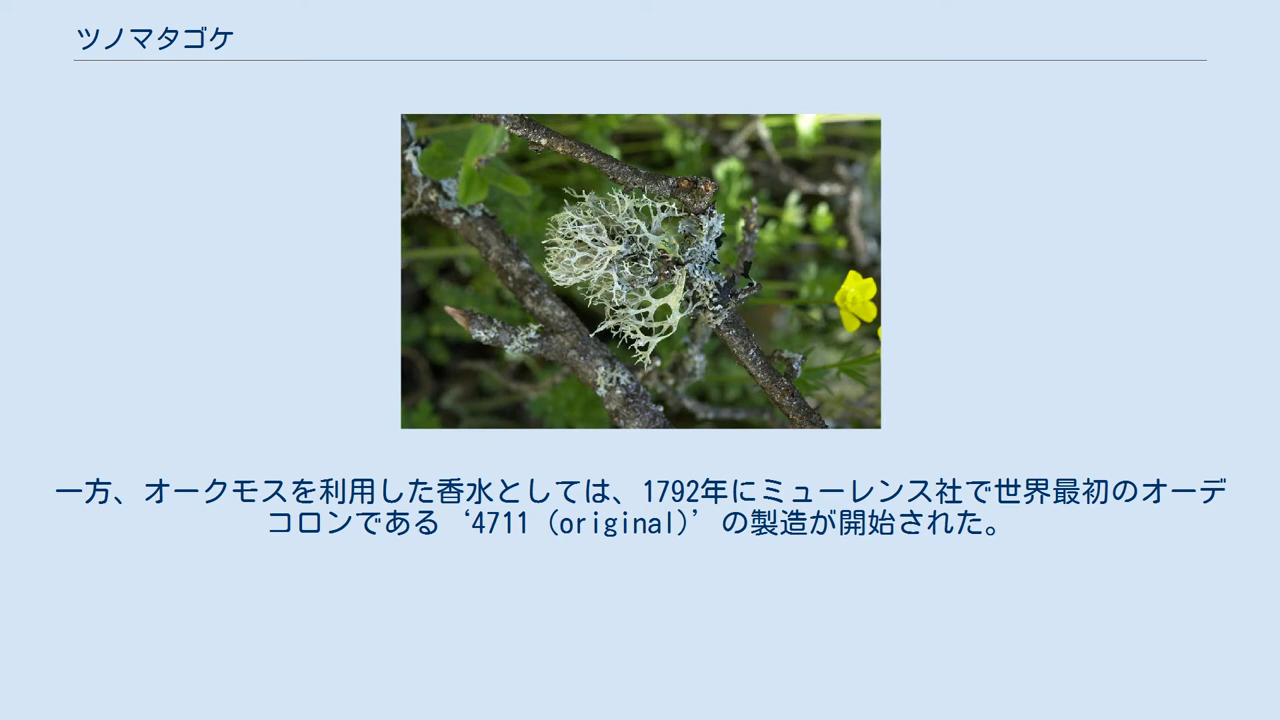 ツノマタゴケ
一方、オークモスを利用した香水としては、1792年にミューレンス社で世界最初のオーデ
コロンである‘4711（original）’の製造が開始された。